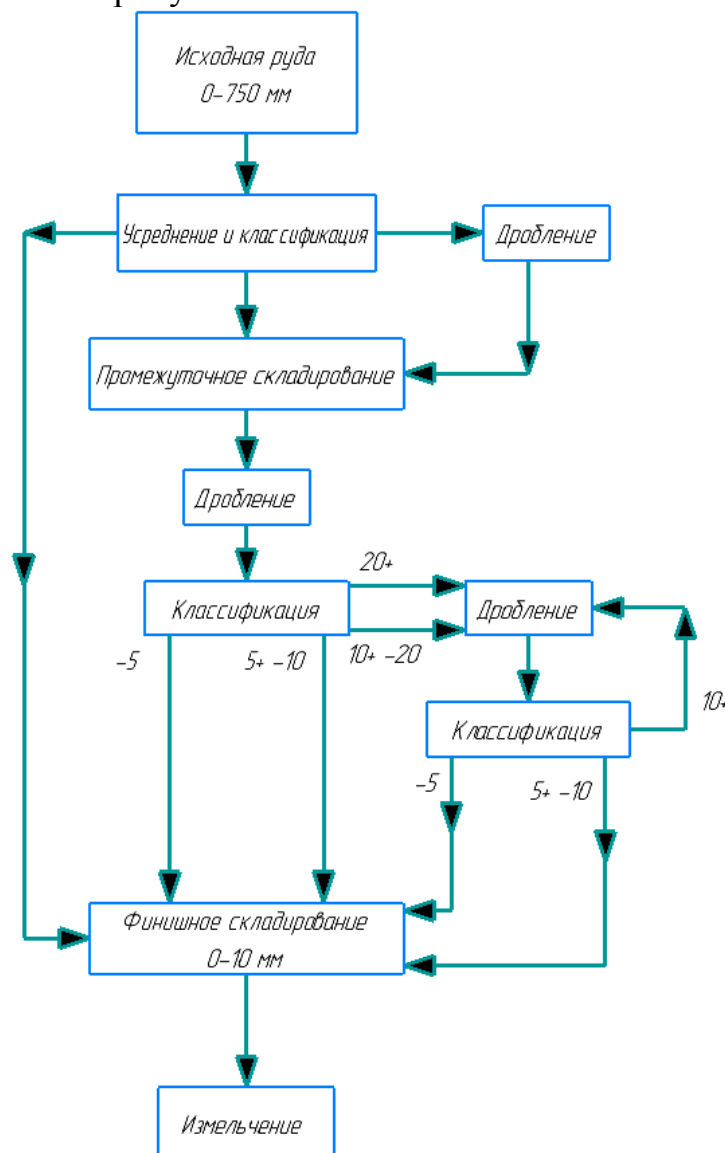 Исходная руда
0-750 мм
Усреднение и классификация
Дробление
Промежуточное складирование
Дробление
20+
Классификация
Дробление
-5
5+ -10
10+ -20
10+
Классификация
-5
5+ -10
Финишное складирование
0-10 мм
Измельчение